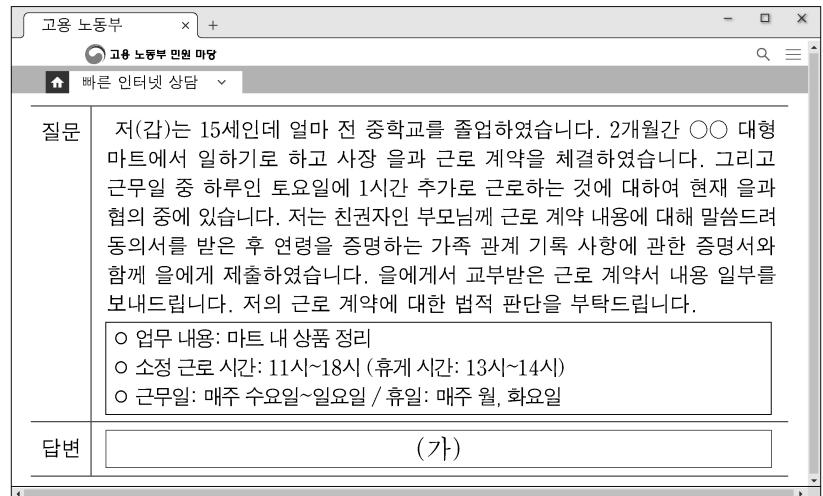 고용 노동부
고용 노동부 민원 마당
빠른 인터넷 상담
질문
저(갑)는 15세인데 얼마 전 중학교를 졸업하였습니다. 2개월간 ○○ 대형
마트에서 일하기로 하고 사장 을과 근로 계약을 체결하였습니다. 그리고
근무일 중 하루인 토요일에 1시간 추가로 근로하는 것에 대하여 현재 을과
협의 중에 있습니다. 저는 친권자인 부모님께 근로 계약 내용에 대해 말씀드려
동의서를 받은 후 연령을 증명하는 가족 관계 기록 사항에 관한 증명서와
함께 을에게 제출하였습니다. 을에게서 교부받은 근로 계약서 내용 일부를
보내드립니다. 저의 근로 계약에 대한 법적 판단을 부탁드립니다.
○ 업무 내용: 마트 내 상품 정리
○ 소정 근로 시간: 11시~18시 (휴게 시간: 13시~14시)
○ 근무일: 매주 수요일~일요일 / 휴일: 매주 월, 화요일
답변
(가)